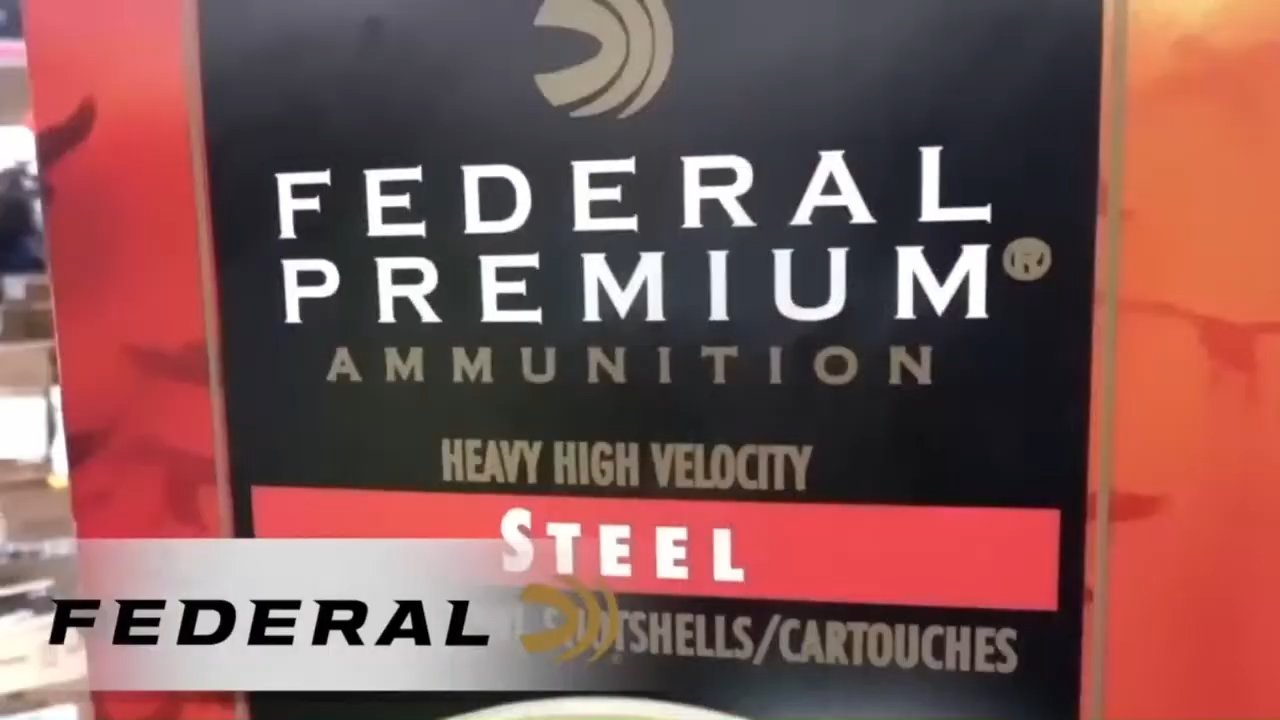 FEDERAL
PREMIUM®
AMMUNITION
HEAVY HIGH VELOCITY
STEEL
SHOTSHELLS/CARTOUCHES
FEDERAL